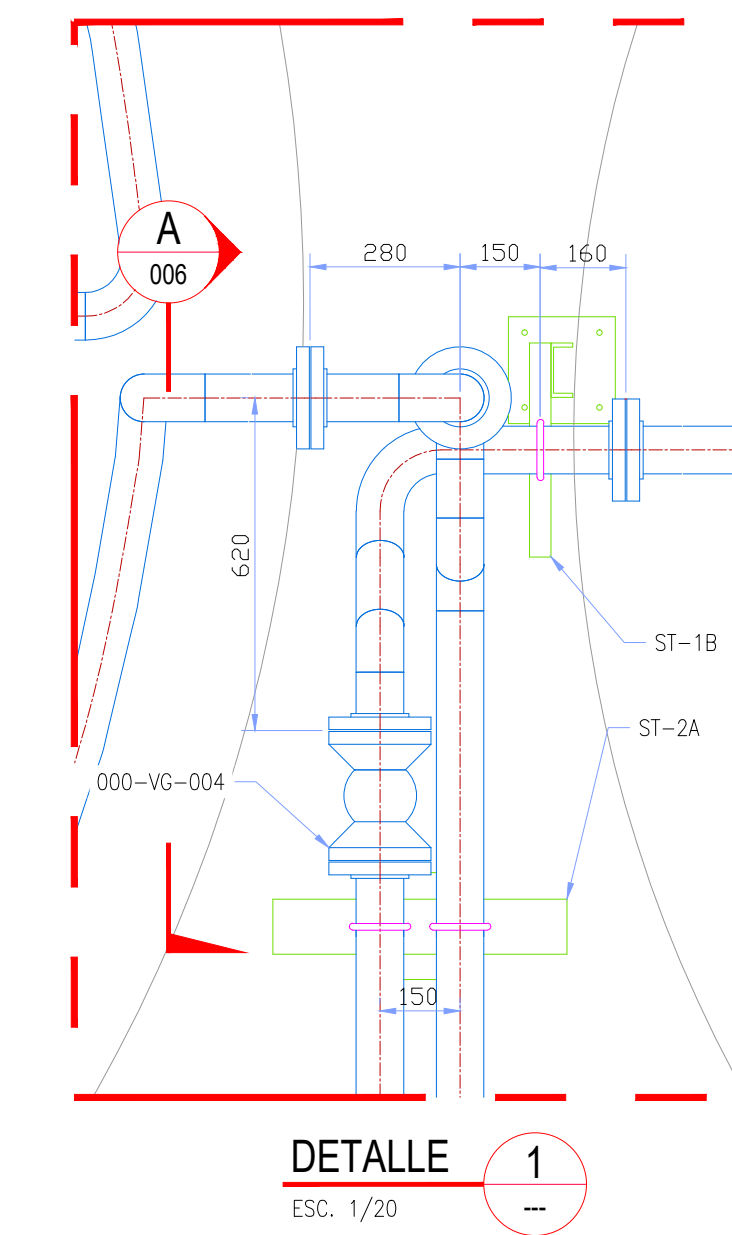 A
006
280
150
160
620
ST-1B
ST-2A
000-VG-004
150
DETALLE
1
ESC. 1/20
---